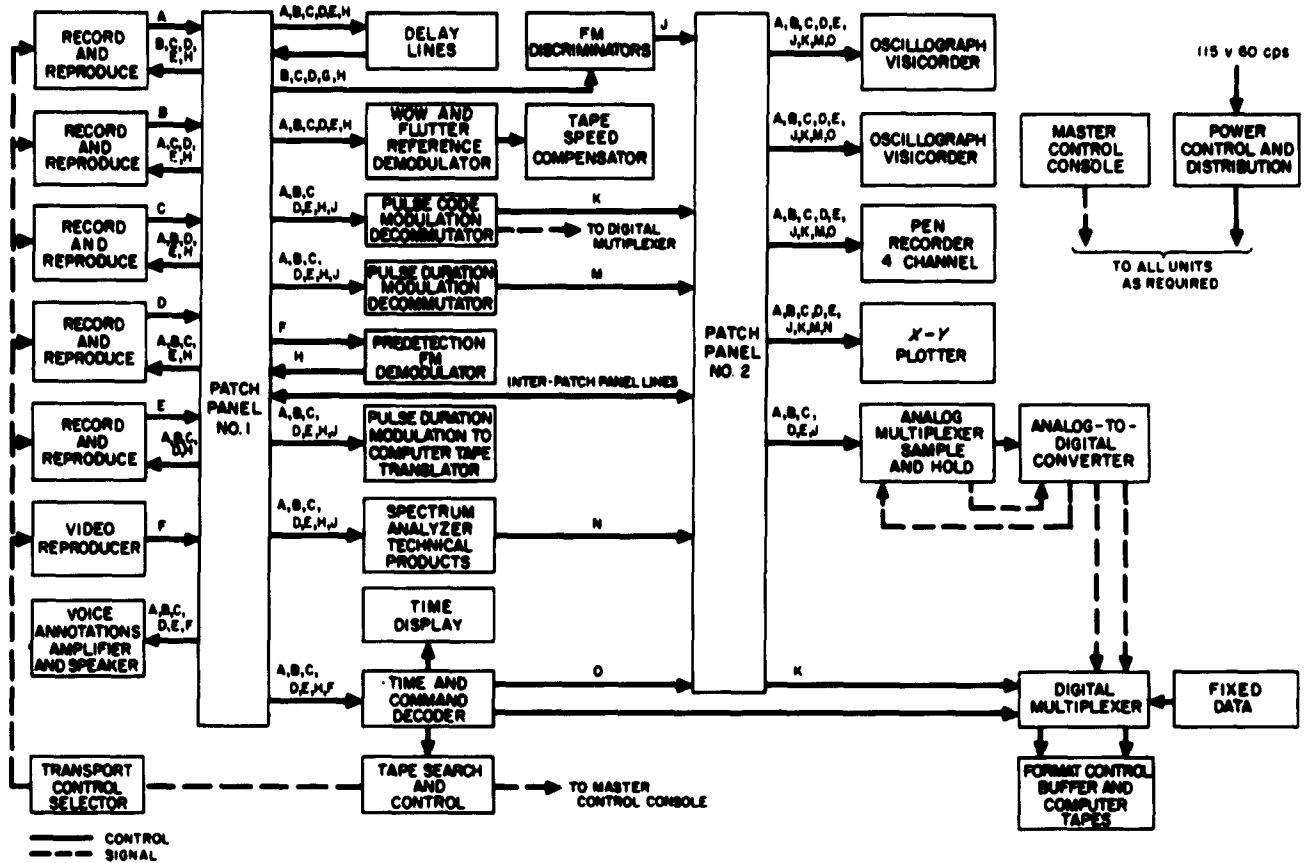 A
RECORD
AND
REPRODUCE
B,C,D,
E,H
B
RECORD
AND
REPRODUCE
A,C,D,
E,H
C
RECORD
AND
REPRODUCE
A,B,D,
E,H
D
RECORD
AND
REPRODUCE
A,B,C,
E,H
E
RECORD
AND
REPRODUCE
A,B,C,
D,H
VIDEO
REPRODUCER
F
VOICE
ANNOTATIONS
AMPLIFIER
AND SPEAKER
A,B,C,
D,E,F
TRANSPORT
CONTROL
SELECTOR
CONTROL
SIGNAL
PATCH
PANEL
NO. 1
A,B,C,D,E,H
DELAY
LINES
B,C,D,G,H
FM
DISCRIMINATORS
J
A,B,C,D,E,H
WOW AND
FLUTTER
REFERENCE
DEMODULATOR
TAPE
SPEED
COMPENSATOR
A,B,C
D,E,H,J
PULSE CODE
MODULATION
DECOMMUTATOR
K
TO DIGITAL
MUTIPLEXER
A,B,C,
D,E,H,J
PULSE DURATION
MODULATION
DECOMMUTATOR
M
F
H
PREDETECTION
FM
DEMODULATOR
INTER-PATCH PANEL LINES
A,B,C,
D,E,H,J
PULSE DURATION
MODULATION TO
COMPUTER TAPE
TRANSLATOR
A,B,C,
D,E,H,J
SPECTRUM
ANALYZER
TECHNICAL
PRODUCTS
N
TIME
DISPLAY
A,B,C,
D,E,H,F
TIME AND
COMMAND
DECODER
O
TAPE SEARCH
AND
CONTROL
TO MASTER
CONTROL CONSOLE
PATCH
PANEL
NO. 2
A,B,C,D,E,
J,K,M,O
OSCILLOGRAPH
VISICORDER
A,B,C,D,E,
J,K,M,O
OSCILLOGRAPH
VISICORDER
A,B,C,D,E,
J,K,M,O
PEN
RECORDER
4 CHANNEL
A,B,C,D,E,
J,K,M,N
X-Y
PLOTTER
A,B,C,
D,E,J
ANALOG
MULTIPLEXER
SAMPLE
AND HOLD
ANALOG-TO-
DIGITAL
CONVERTER
K
DIGITAL
MULTIPLEXER
FIXED
DATA
FORMAT CONTROL
BUFFER AND
COMPUTER
TAPES
115 v 60 cps
MASTER
CONTROL
CONSOLE
POWER
CONTROL AND
DISTRIBUTION
TO ALL UNITS
AS REQUIRED